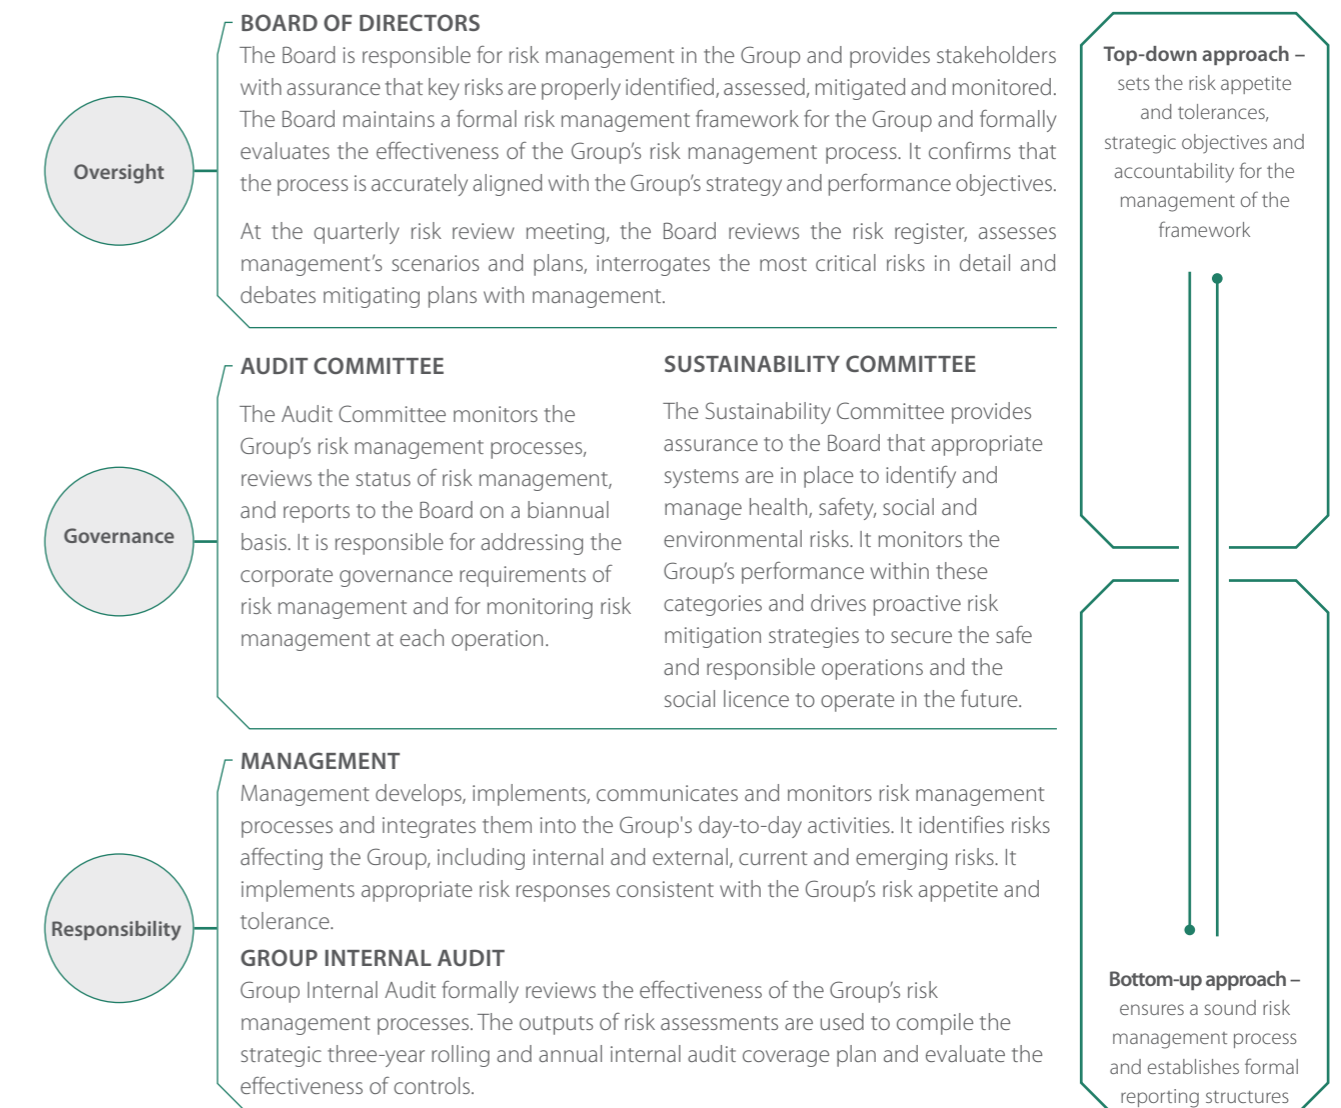 Oversight
BOARD OF DIRECTORS
The Board is responsible for risk management in the Group and provides stakeholders
with assurance that key risks are properly identified, assessed, mitigated and monitored.
The Board maintains a formal risk management framework for the Group and formally
evaluates the effectiveness of the Group’s risk management process. It confirms that
the process is accurately aligned with the Group’s strategy and performance objectives.
At the quarterly risk review meeting, the Board reviews the risk register, assesses
management’s scenarios and plans, interrogates the most critical risks in detail and
debates mitigating plans with management.
Governance
AUDIT COMMITTEE
The Audit Committee monitors the
Group’s risk management processes,
reviews the status of risk management,
and reports to the Board on a biannual
basis. It is responsible for addressing the
corporate governance requirements of
risk management and for monitoring risk
management at each operation.
SUSTAINABILITY COMMITTEE
The Sustainability Committee provides
assurance to the Board that appropriate
systems are in place to identify and
manage health, safety, social and
environmental risks. It monitors the
Group’s performance within these
categories and drives proactive risk
mitigation strategies to secure the safe
and responsible operations and the
social licence to operate in the future.
Responsibility
MANAGEMENT
Management develops, implements, communicates and monitors risk management
processes and integrates them into the Group's day-to-day activities. It identifies risks
affecting the Group, including internal and external, current and emerging risks. It
implements appropriate risk responses consistent with the Group’s risk appetite and
tolerance.
GROUP INTERNAL AUDIT
Group Internal Audit formally reviews the effectiveness of the Group’s risk
management processes. The outputs of risk assessments are used to compile the
strategic three-year rolling and annual internal audit coverage plan and evaluate the
effectiveness of controls.
Top-down approach –
sets the risk appetite
and tolerances,
strategic objectives and
accountability for the
management of the
framework
Bottom-up approach –
ensures a sound risk
management process
and establishes formal
reporting structures